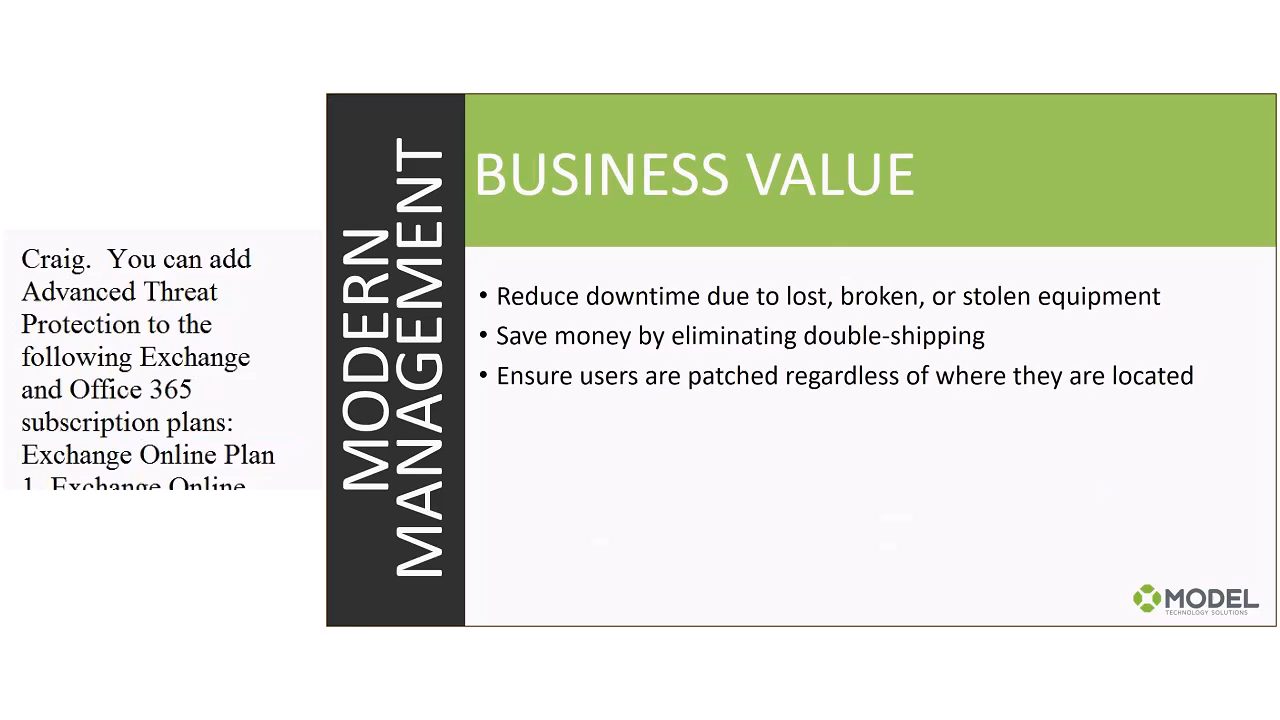 Craig.  You can add
Advanced Threat
Protection to the
following Exchange
and Office 365
subscription plans:
Exchange Online Plan
1, Exchange Online
MODERN
MANAGEMENT
BUSINESS VALUE
• Reduce downtime due to lost, broken, or stolen equipment
• Save money by eliminating double-shipping
• Ensure users are patched regardless of where they are located
MODEL
TECHNOLOGY SOLUTIONS